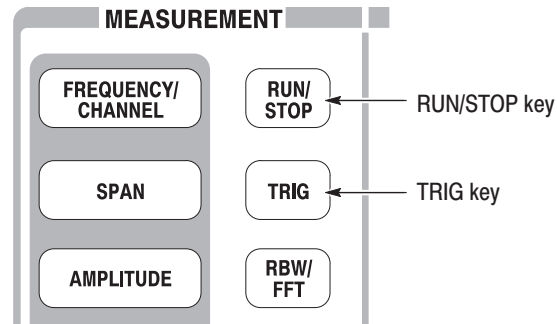 MEASUREMENT
FREQUENCY/
CHANNEL
RUN/
STOP
RUN/STOP key
SPAN
TRIG
TRIG key
AMPLITUDE
RBW/
FFT